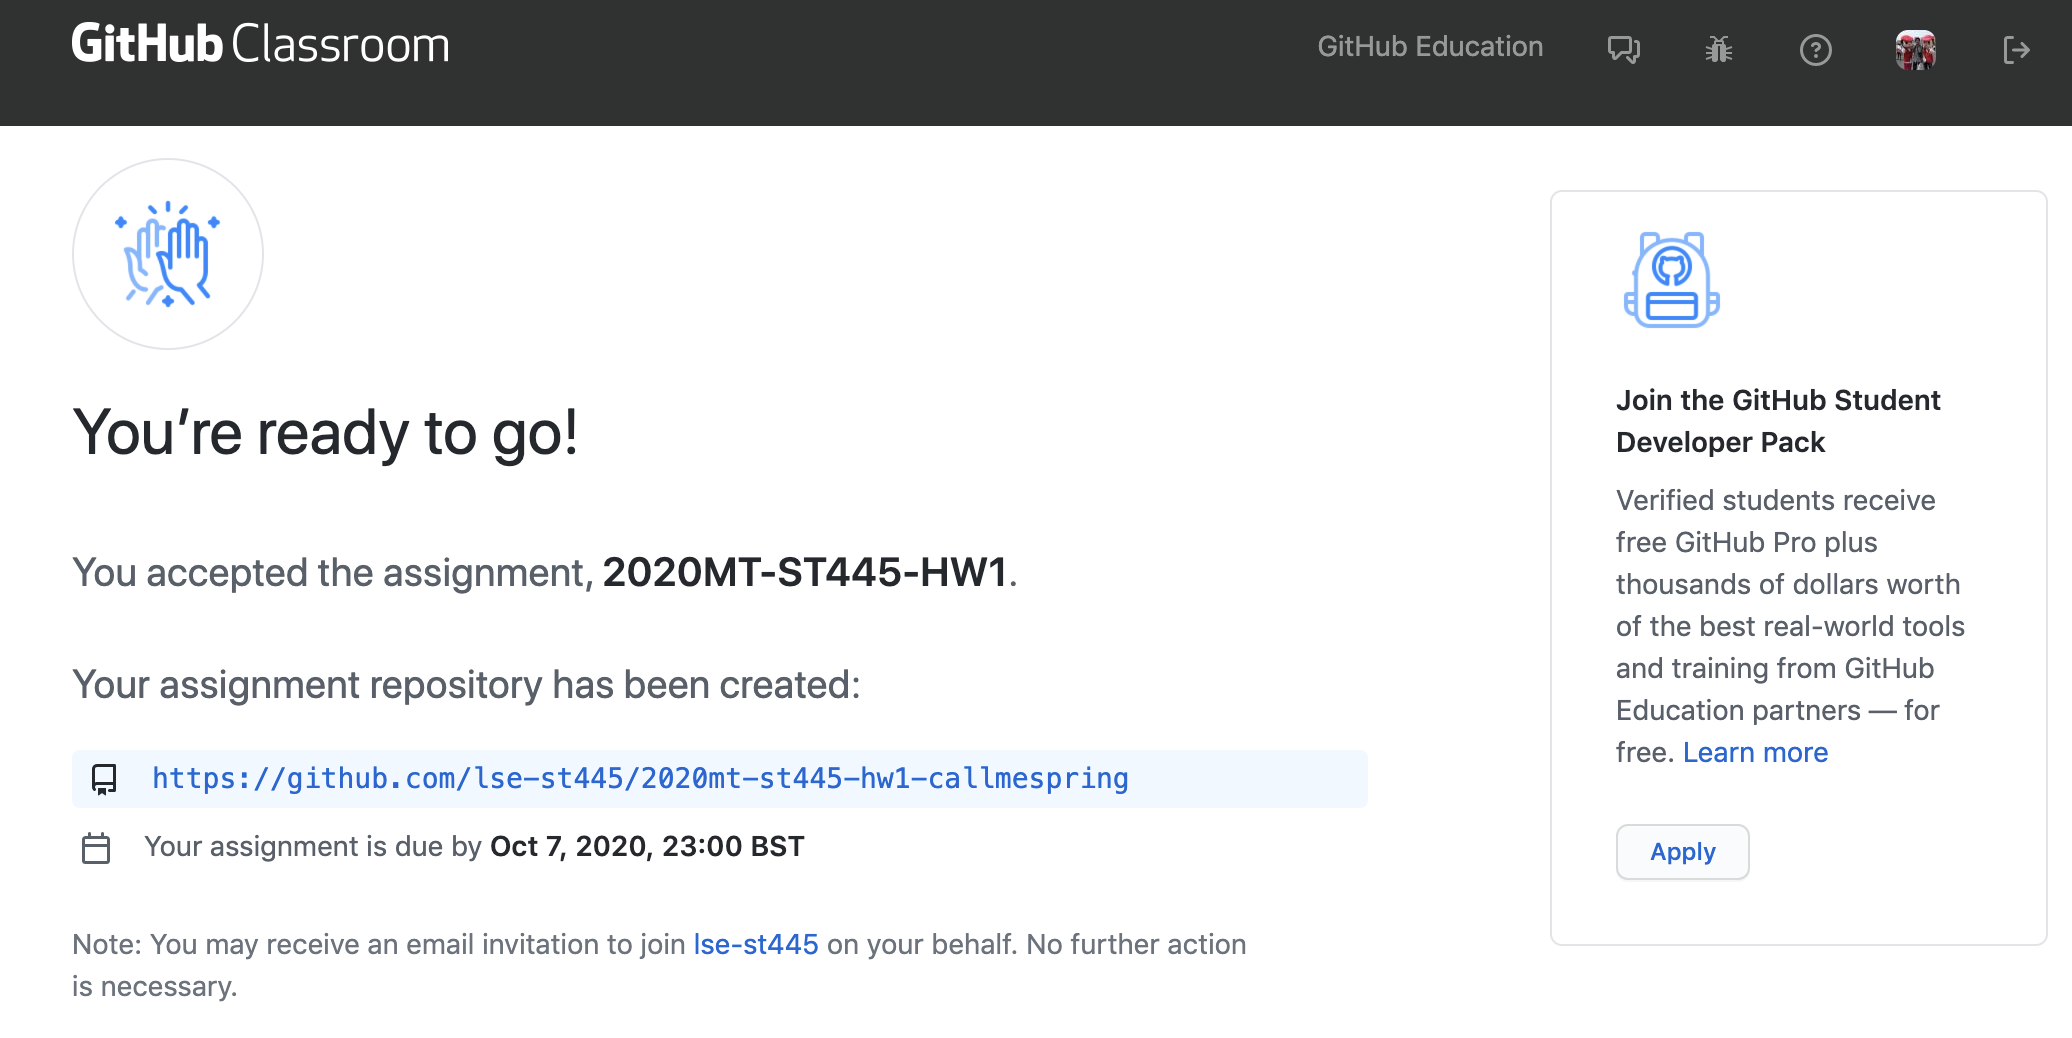 GitHub Classroom
GitHub Education
You’re ready to go!
You accepted the assignment, 2020MT-ST445-HW1.
Your assignment repository has been created:
https://github.com/lse-st445/2020mt-st445-hw1-callmespring
Your assignment is due by Oct 7, 2020, 23:00 BST
Note: You may receive an email invitation to join lse-st445 on your behalf. No further action
is necessary.
Join the GitHub Student
Developer Pack
Verified students receive
free GitHub Pro plus
thousands of dollars worth
of the best real-world tools
and training from GitHub
Education partners — for
free. Learn more
Apply